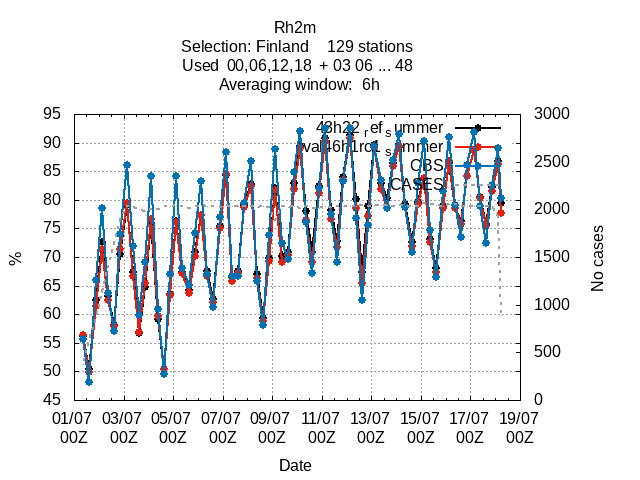 Rh2m
Selection: Finland 129 stations
Used 00,06,12,18 + 03 06 ... 48
Averaging window: 6h
95 3000
90
85 2500
80 2000
75
70 1500
65
60 1000
55 500
50
45 0
ref summer
summer
OBS
CASES
%
No cases
01/07 03/07 05/07 07/07 09/07 11/07 13/07 15/07 17/07 19/07
00Z 00Z 00Z 00Z 00Z 00Z 00Z 00Z 00Z 00Z
Date